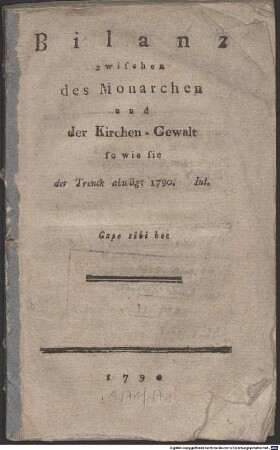 Bilanz
zwischen
des Monarchen
und
der Kirchen-Gewalt
so wie sie
der Trenck abwägt 1790. Iul.
Cape tibi hoc
1790